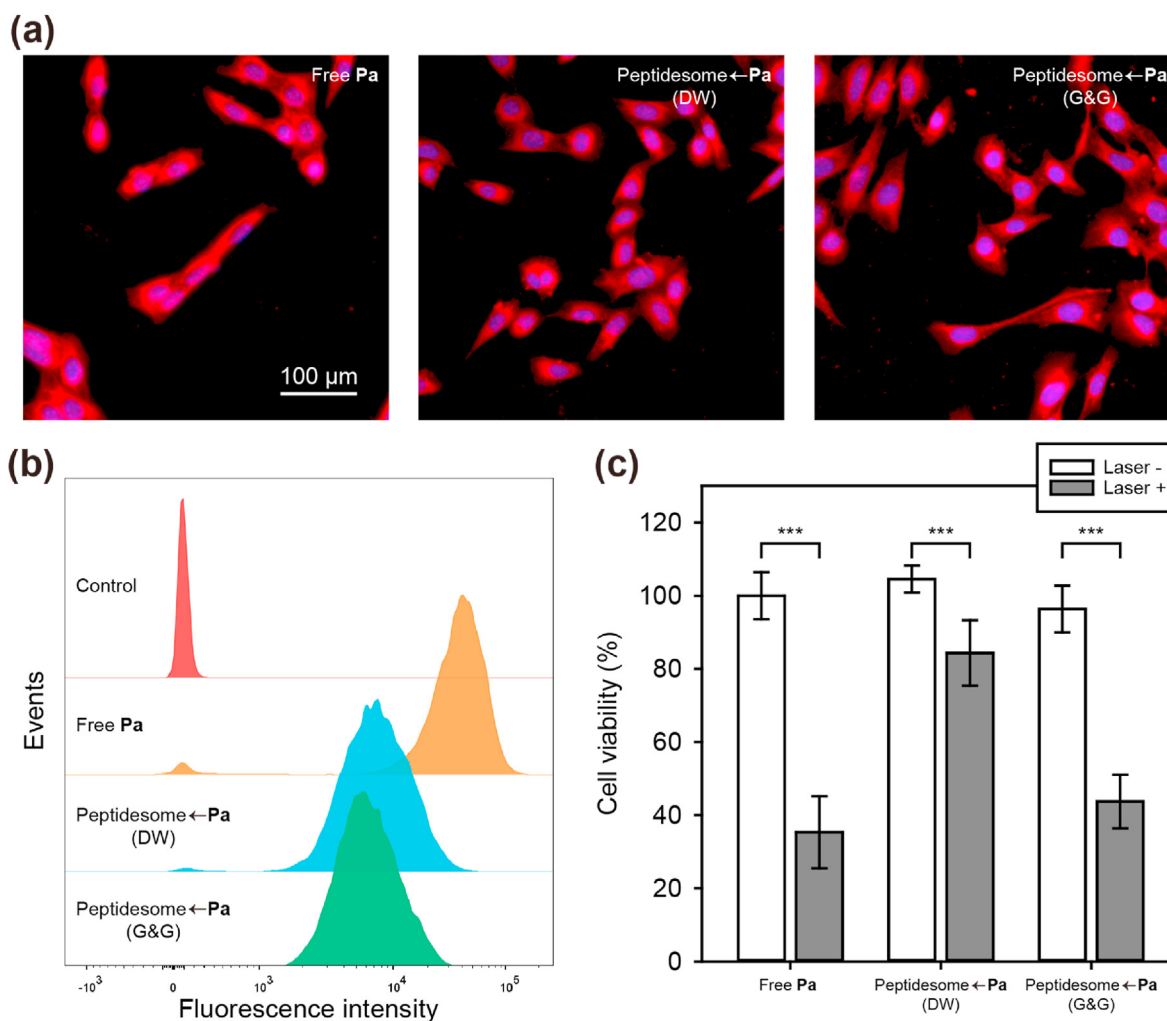 (a)
Free Pa
100 µm
Peptidesome←Pa
(DW)
Peptidesome←Pa
(G&G)
(b)
Control
Free Pa
Peptidesome←Pa
(DW)
Peptidesome←Pa
(G&G)
Events
-10³ 0 10³ 10⁴ 10⁵
Fluorescence intensity
(c)
Laser -
Laser +
120
100
80
60
40
20
0
Cell viability (%)
*** *** ***
Free Pa
Peptidesome←Pa
(DW)
Peptidesome←Pa
(G&G)